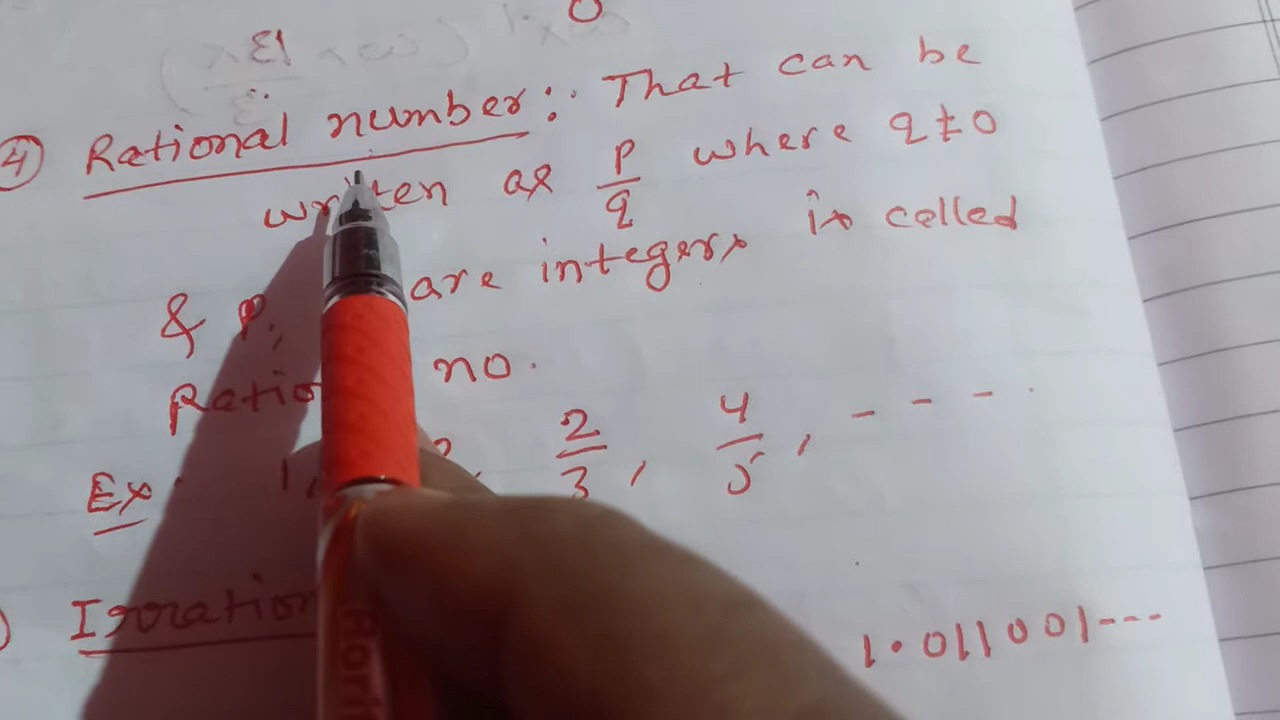 0
④ Rational number:. That can be
written as p/q where q≠0
& p, are integers is called
Ratio no.
Ex. 1, 2/3, 4/5, - - - .
Irration 1.011001---